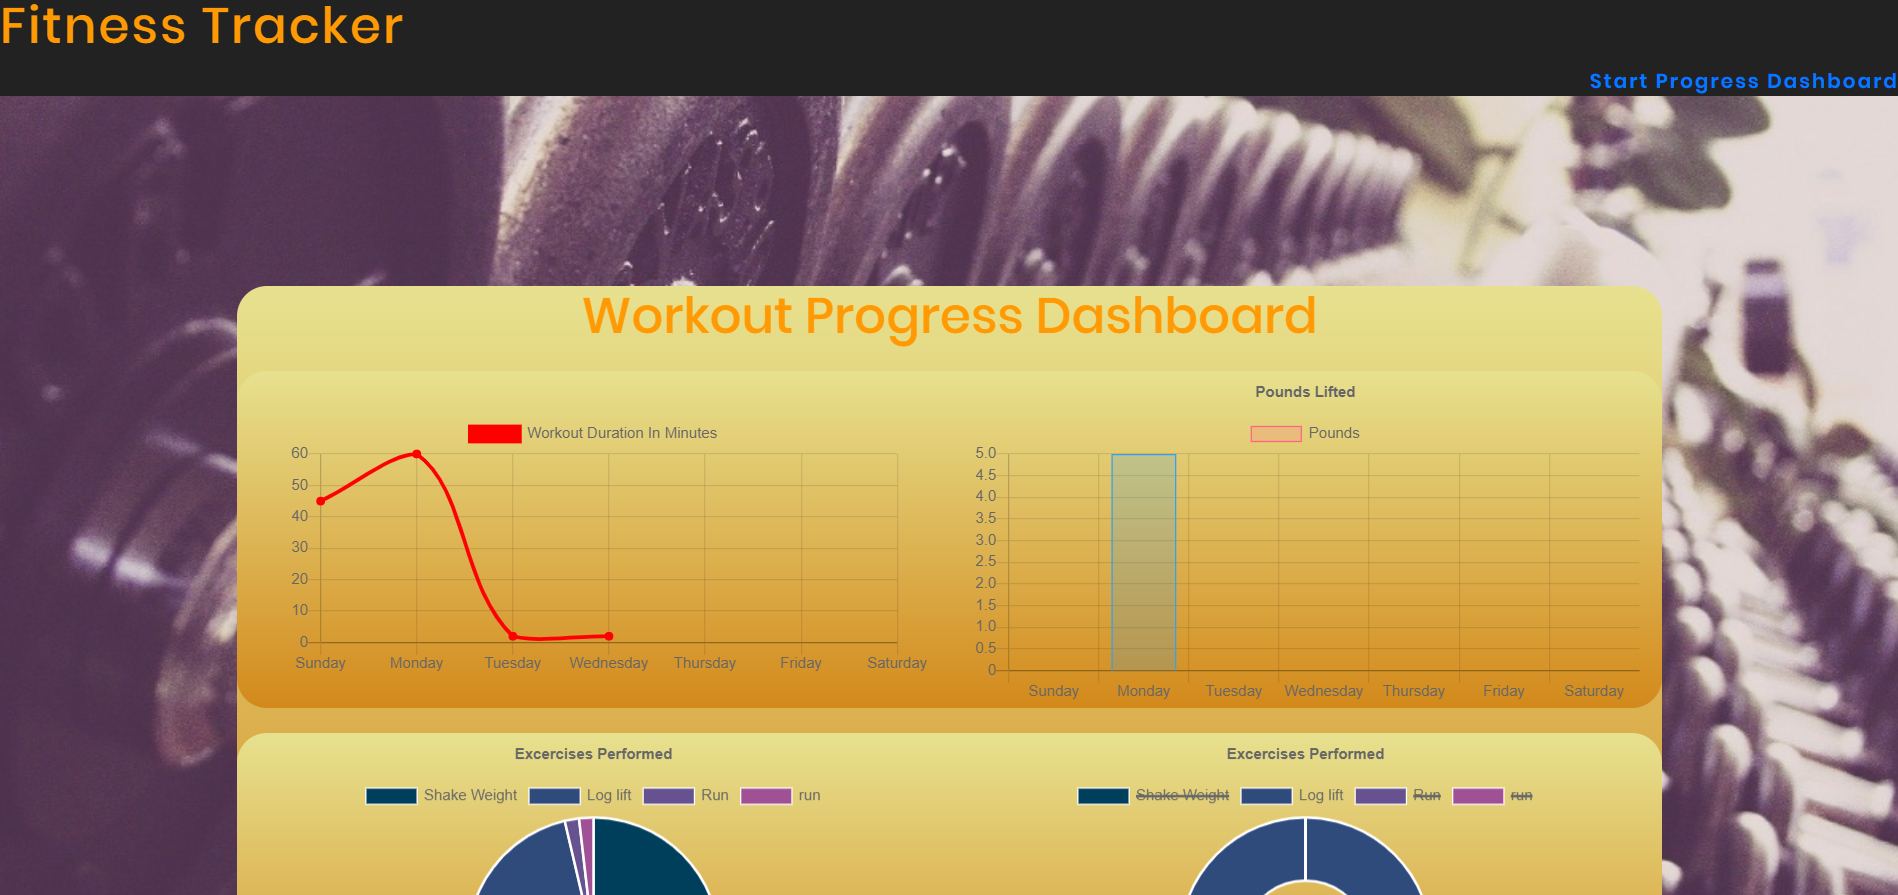 Fitness Tracker
Start Progress Dashboard
Workout Progress Dashboard
Workout Duration In Minutes
60
50
40
30
20
10
0
Sunday Monday Tuesday Wednesday Thursday Friday Saturday
Pounds Lifted
Pounds
5.0
4.5
4.0
3.5
3.0
2.5
2.0
1.5
1.0
0.5
0
Sunday Monday Tuesday Wednesday Thursday Friday Saturday
Excercises Performed
Shake Weight Log lift Run run
Excercises Performed
Shake Weight Log lift Run run